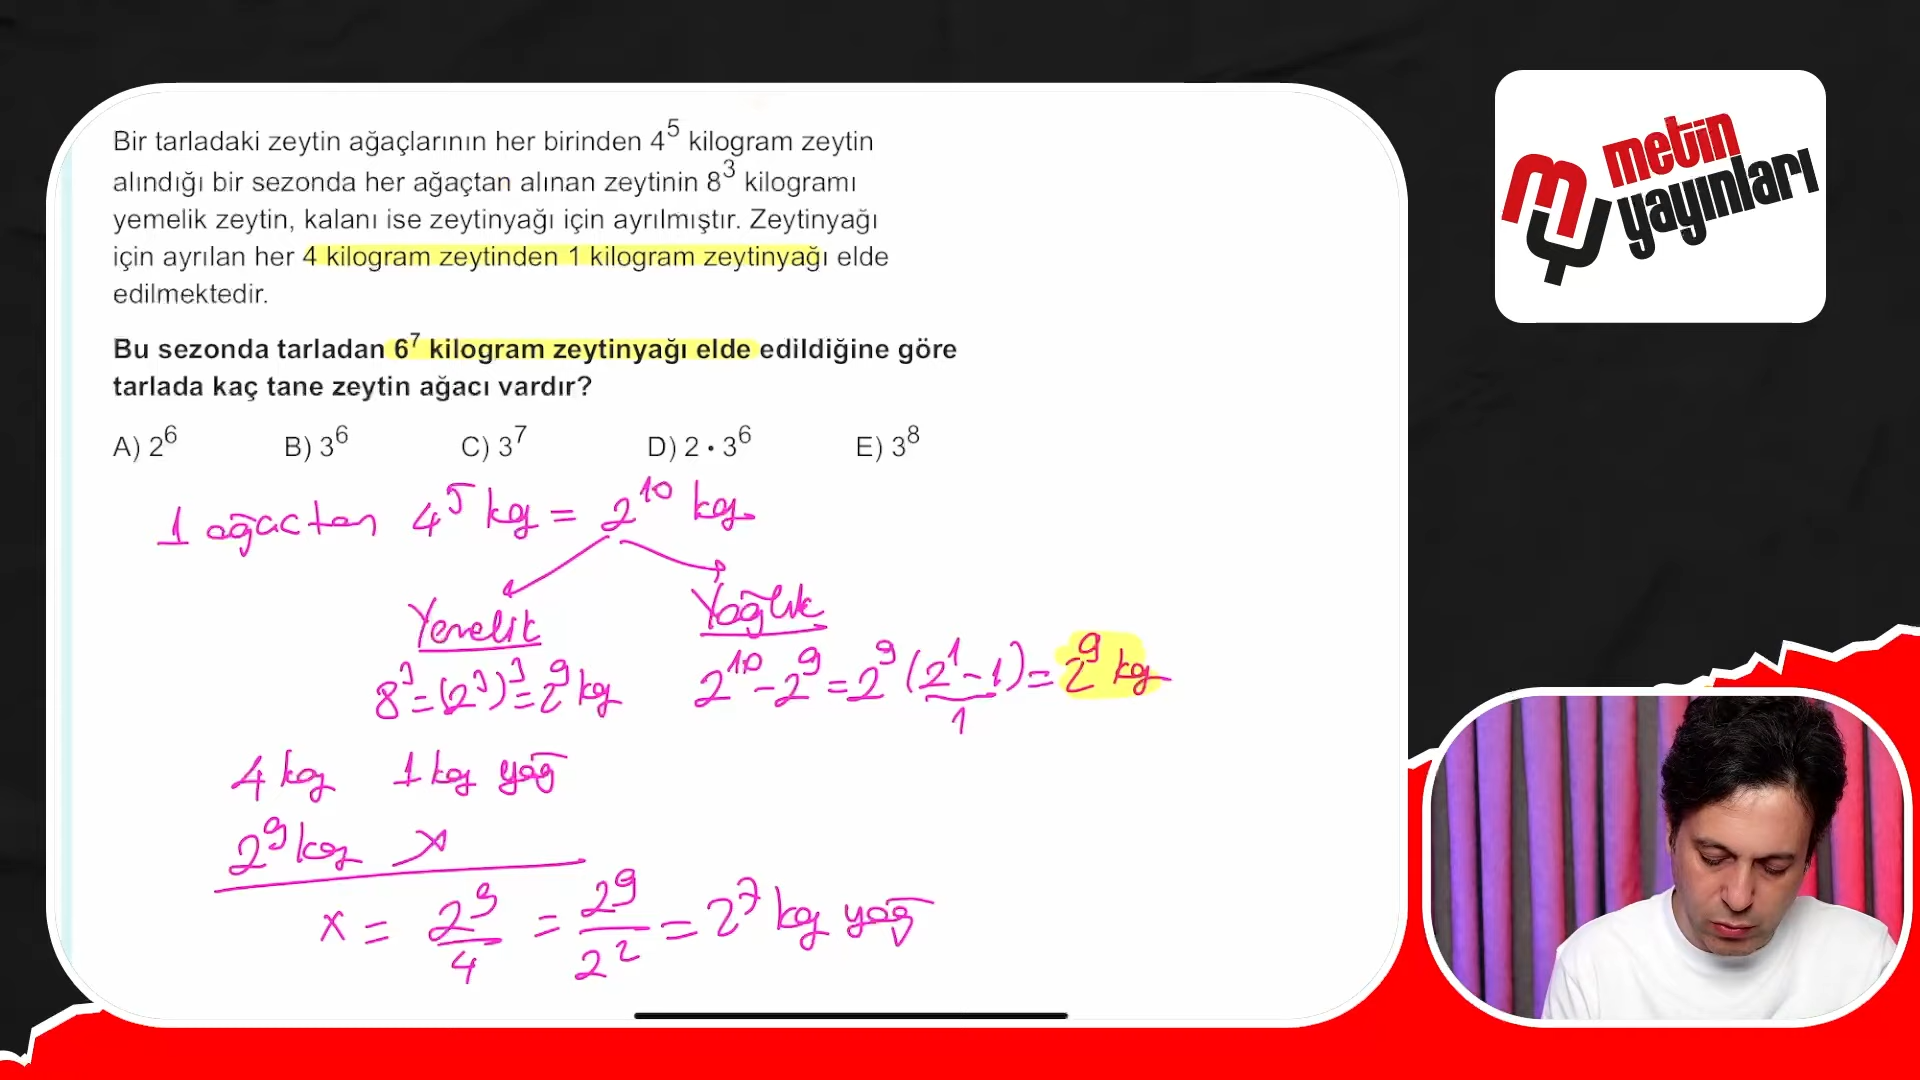 Bir tarladaki zeytin ağaçlarının her birinden 4⁵ kilogram zeytin
alındığı bir sezonda her ağaçtan alınan zeytinin 8³ kilogramı
yemelik zeytin, kalanı ise zeytinyağı için ayrılmıştır. Zeytinyağı
için ayrılan her 4 kilogram zeytinden 1 kilogram zeytinyağı elde
edilmektedir.
Bu sezonda tarladan 6⁷ kilogram zeytinyağı elde edildiğine göre
tarlada kaç tane zeytin ağacı vardır?
A) 2⁶ B) 3⁶ C) 3⁷ D) 2 · 3⁶ E) 3⁸
1 ağaçtan 4⁵ kg = 2¹⁰ kg
Yemelik Yağlık
8³ = (2³)³ = 2⁹ kg 2¹⁰ - 2⁹ = 2⁹ (2¹ - 1) = 2⁹ kg
1
4 kg 1 kg yağ
2⁹ kg x
x = 2⁹/4 = 2⁹/2² = 2⁷ kg yağ
metin
yayınları